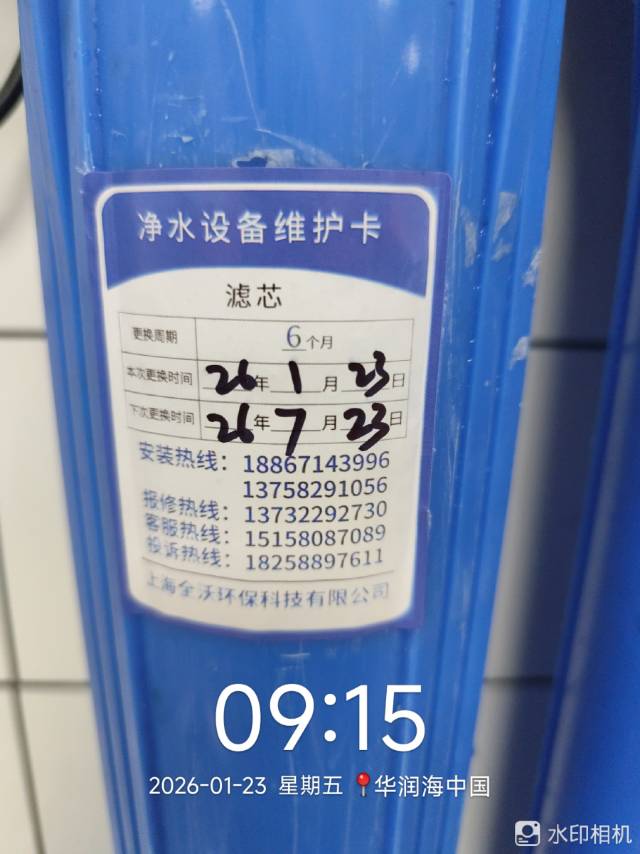 净水设备维护卡
滤芯
更换周期 6个月
本次更换时间 26年1月23日
下次更换时间 26年7月23日
安装热线：18867143996
13758291056
报修热线：13732292730
客服热线：15158087089
投诉热线：18258897611
上海全沃环保科技有限公司
09:15
2026-01-23 星期五 华润海中国
水印相机